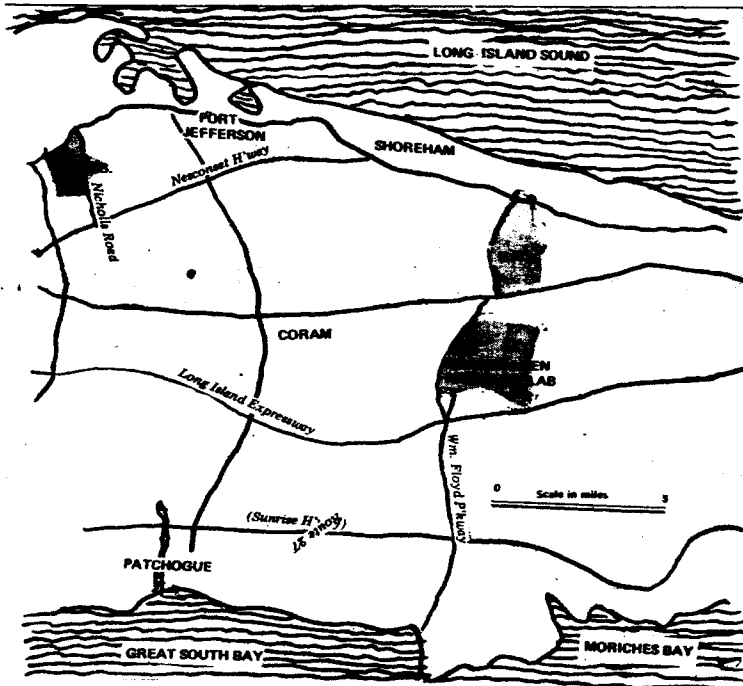 LONG ISLAND SOUND
PORT
JEFFERSON
SHOREHAM
Nesconset H'way
Nicholls Road
CORAM
EN
LAB
Long Island Expressway
Wm. Floyd P'kway
0 Scale in miles 5
(Sunrise H'
Route 27
PATCHOGUE
GREAT SOUTH BAY
MORICHES BAY